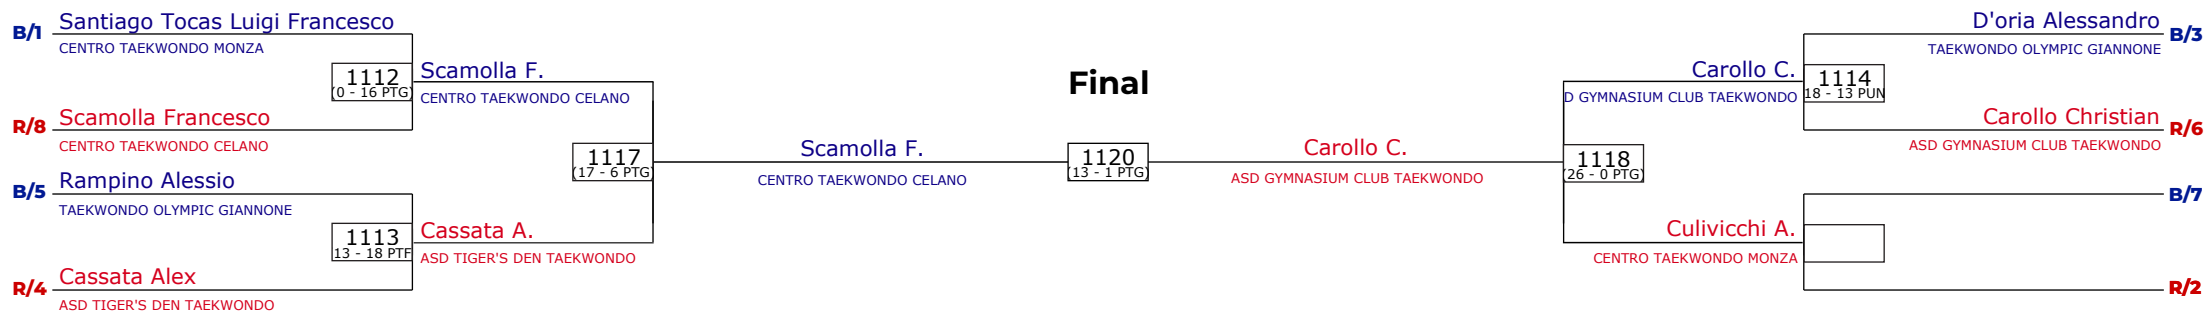 B/1
Santiago Tocas Luigi Francesco
CENTRO TAEKWONDO MONZA
1112
(0 - 16 PTG)
R/8
Scamolla Francesco
CENTRO TAEKWONDO CELANO
Scamolla F.
CENTRO TAEKWONDO CELANO
B/5
Rampino Alessio
TAEKWONDO OLYMPIC GIANNONE
1113
13 - 18 PTF
R/4
Cassata Alex
ASD TIGER'S DEN TAEKWONDO
Cassata A.
ASD TIGER'S DEN TAEKWONDO
1117
(17 - 6 PTG)
Scamolla F.
CENTRO TAEKWONDO CELANO
Final
1120
(13 - 1 PTG)
Carollo C.
ASD GYMNASIUM CLUB TAEKWONDO
1118
(26 - 0 PTG)
Carollo C.
D GYMNASIUM CLUB TAEKWONDO
Culivicchi A.
CENTRO TAEKWONDO MONZA
D'oria Alessandro
B/3
TAEKWONDO OLYMPIC GIANNONE
1114
18 - 13 PUN
Carollo Christian
R/6
ASD GYMNASIUM CLUB TAEKWONDO
B/7
R/2